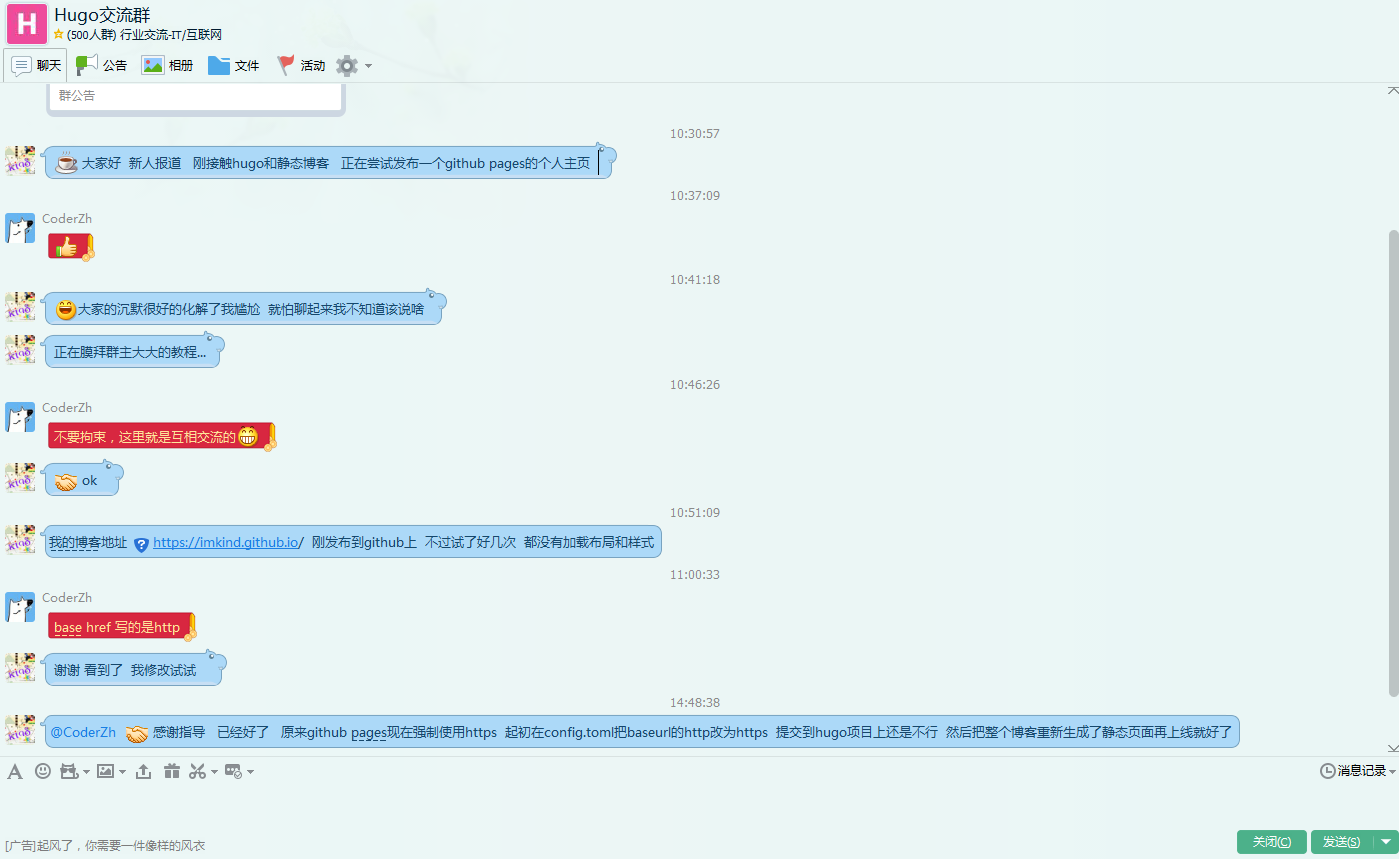 H
Hugo交流群
(500人群) 行业交流-IT/互联网
聊天 公告 相册 文件 活动
群公告
10:30:57
大家好 新人报道 刚接触hugo和静态博客 正在尝试发布一个github pages的个人主页
10:37:09
CoderZh
10:41:18
大家的沉默很好的化解了我尴尬 就怕聊起来我不知道该说啥
正在膜拜群主大大的教程...
10:46:26
CoderZh
不要拘束，这里就是互相交流的
ok
10:51:09
我的博客地址 https://imkind.github.io/ 刚发布到github上 不过试了好几次 都没有加载布局和样式
11:00:33
CoderZh
base href 写的是http
谢谢 看到了 我修改试试
14:48:38
@CoderZh 感谢指导 已经好了 原来github pages现在强制使用https 起初在config.toml把baseurl的http改为https 提交到hugo项目上还是不行 然后把整个博客重新生成了静态页面再上线就好了
消息记录
[广告]起风了，你需要一件像样的风衣
关闭(C) 发送(S)